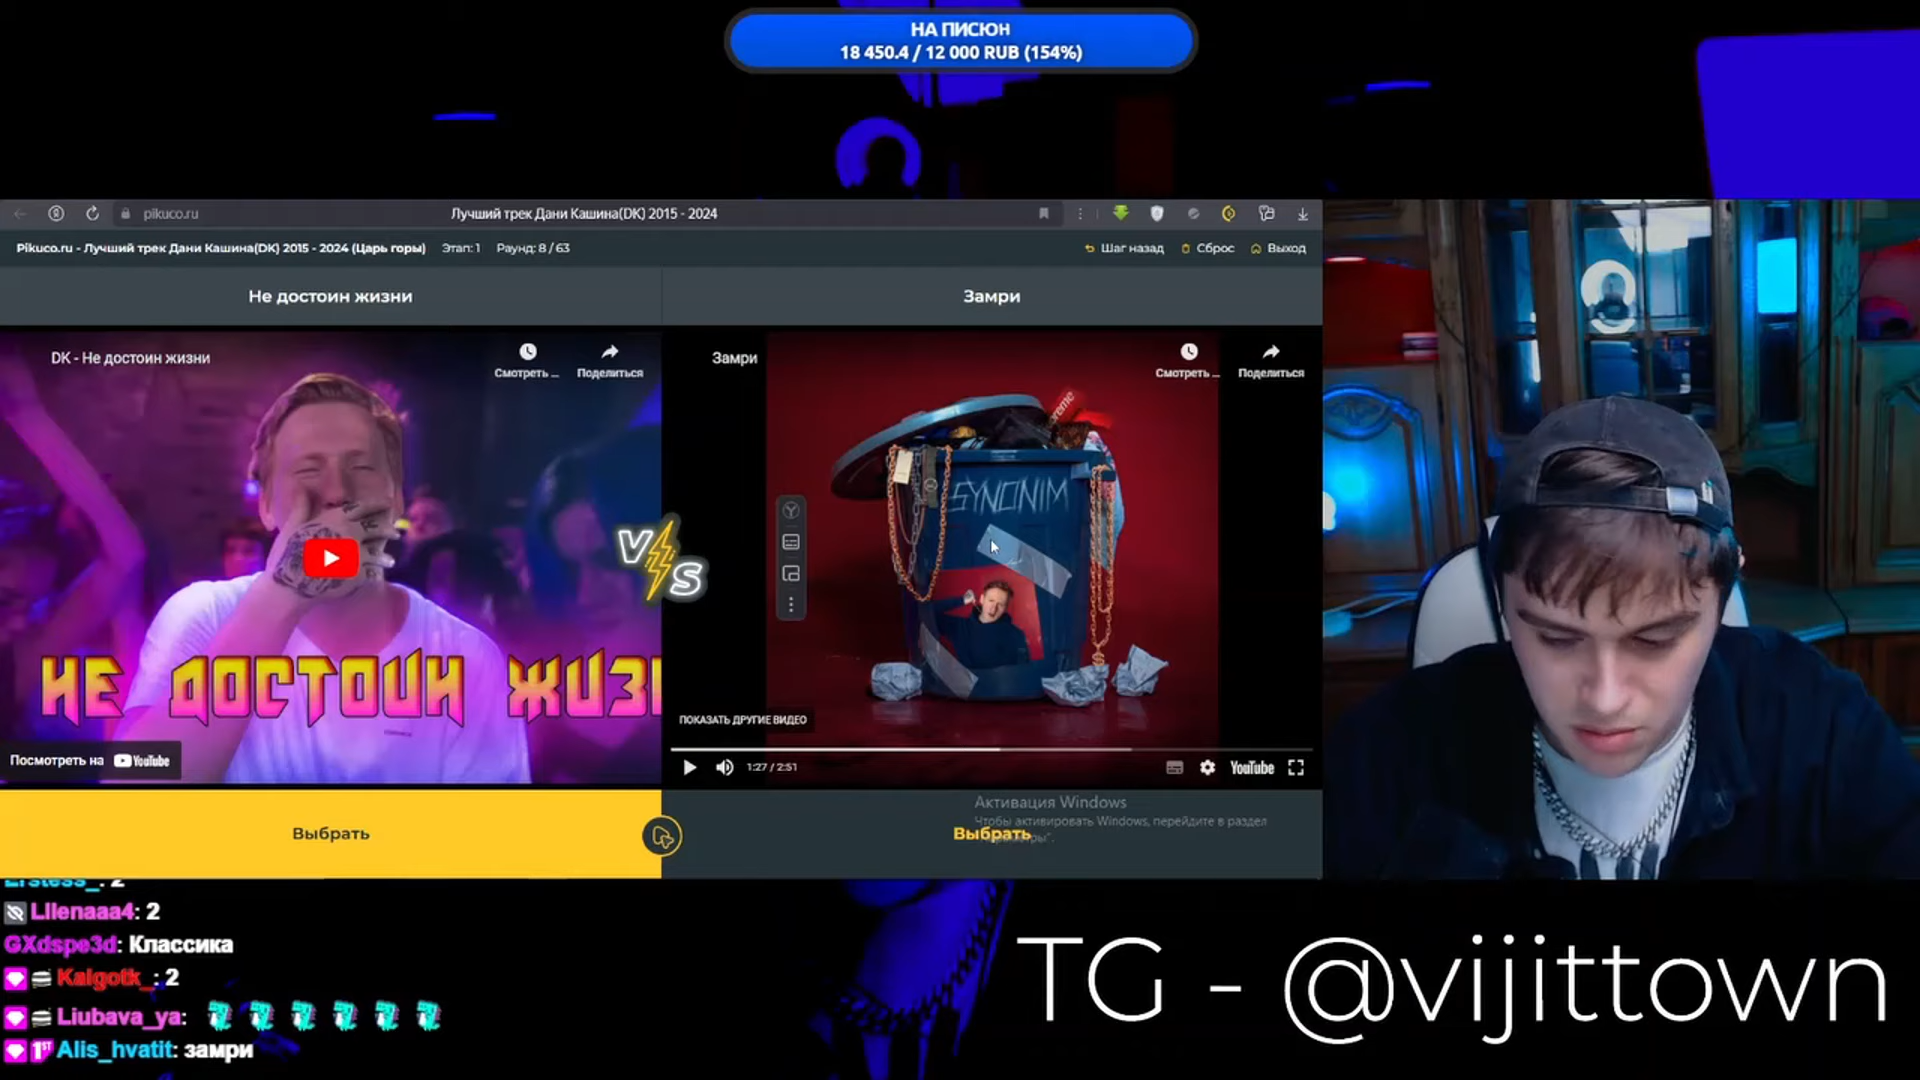 НА ПИСЮН
18 450.4 / 12 000 RUB (154%)
pikuco.ru
Лучший трек Дани Кашина(DK) 2015 - 2024
Pikuco.ru - Лучший трек Дани Кашина(DK) 2015 - 2024 (Царь горы) Этап: 1 Раунд: 8 / 63
Шаг назад Сброс Выход
Не достоин жизни
Замри
DK - Не достоин жизни
Смотреть ...
Поделиться
Замри
Смотреть ...
Поделиться
SYNONIM
VS
НЕ ДОСТОИН ЖИЗ
ПОКАЗАТЬ ДРУГИЕ ВИДЕО
Посмотреть на YouTube
1:27 / 2:51
YouTube
Выбрать
Выбрать
Активация Windows
Чтобы активировать Windows, перейдите в раздел
Erstess_: 2
Lllenaaa4: 2
GXdspe3d: Классика
Kalgotk_: 2
Liubava_ya:
1ST Alis_hvatit: замри
TG - @vijittown